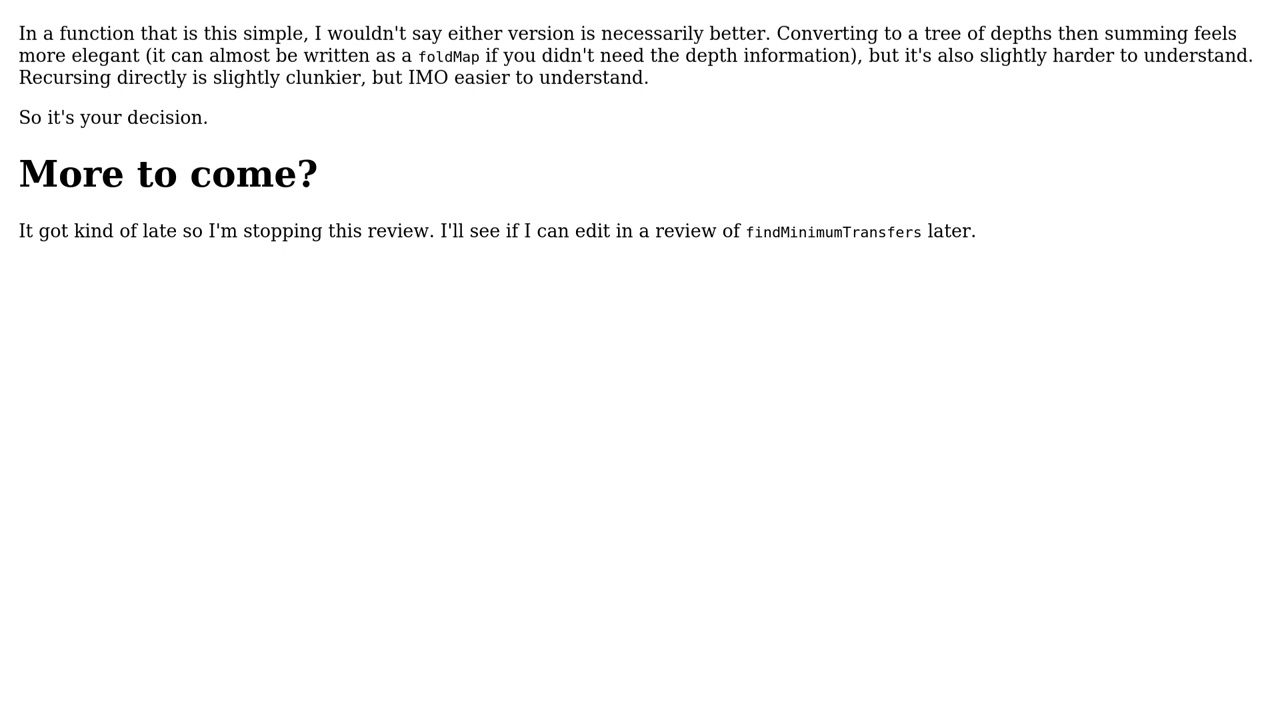 In a function that is this simple, I wouldn't say either version is necessarily better. Converting to a tree of depths then summing feels
more elegant (it can almost be written as a foldMap if you didn't need the depth information), but it's also slightly harder to understand.
Recursing directly is slightly clunkier, but IMO easier to understand.
So it's your decision.
More to come?
It got kind of late so I'm stopping this review. I'll see if I can edit in a review of findMinimumTransfers later.